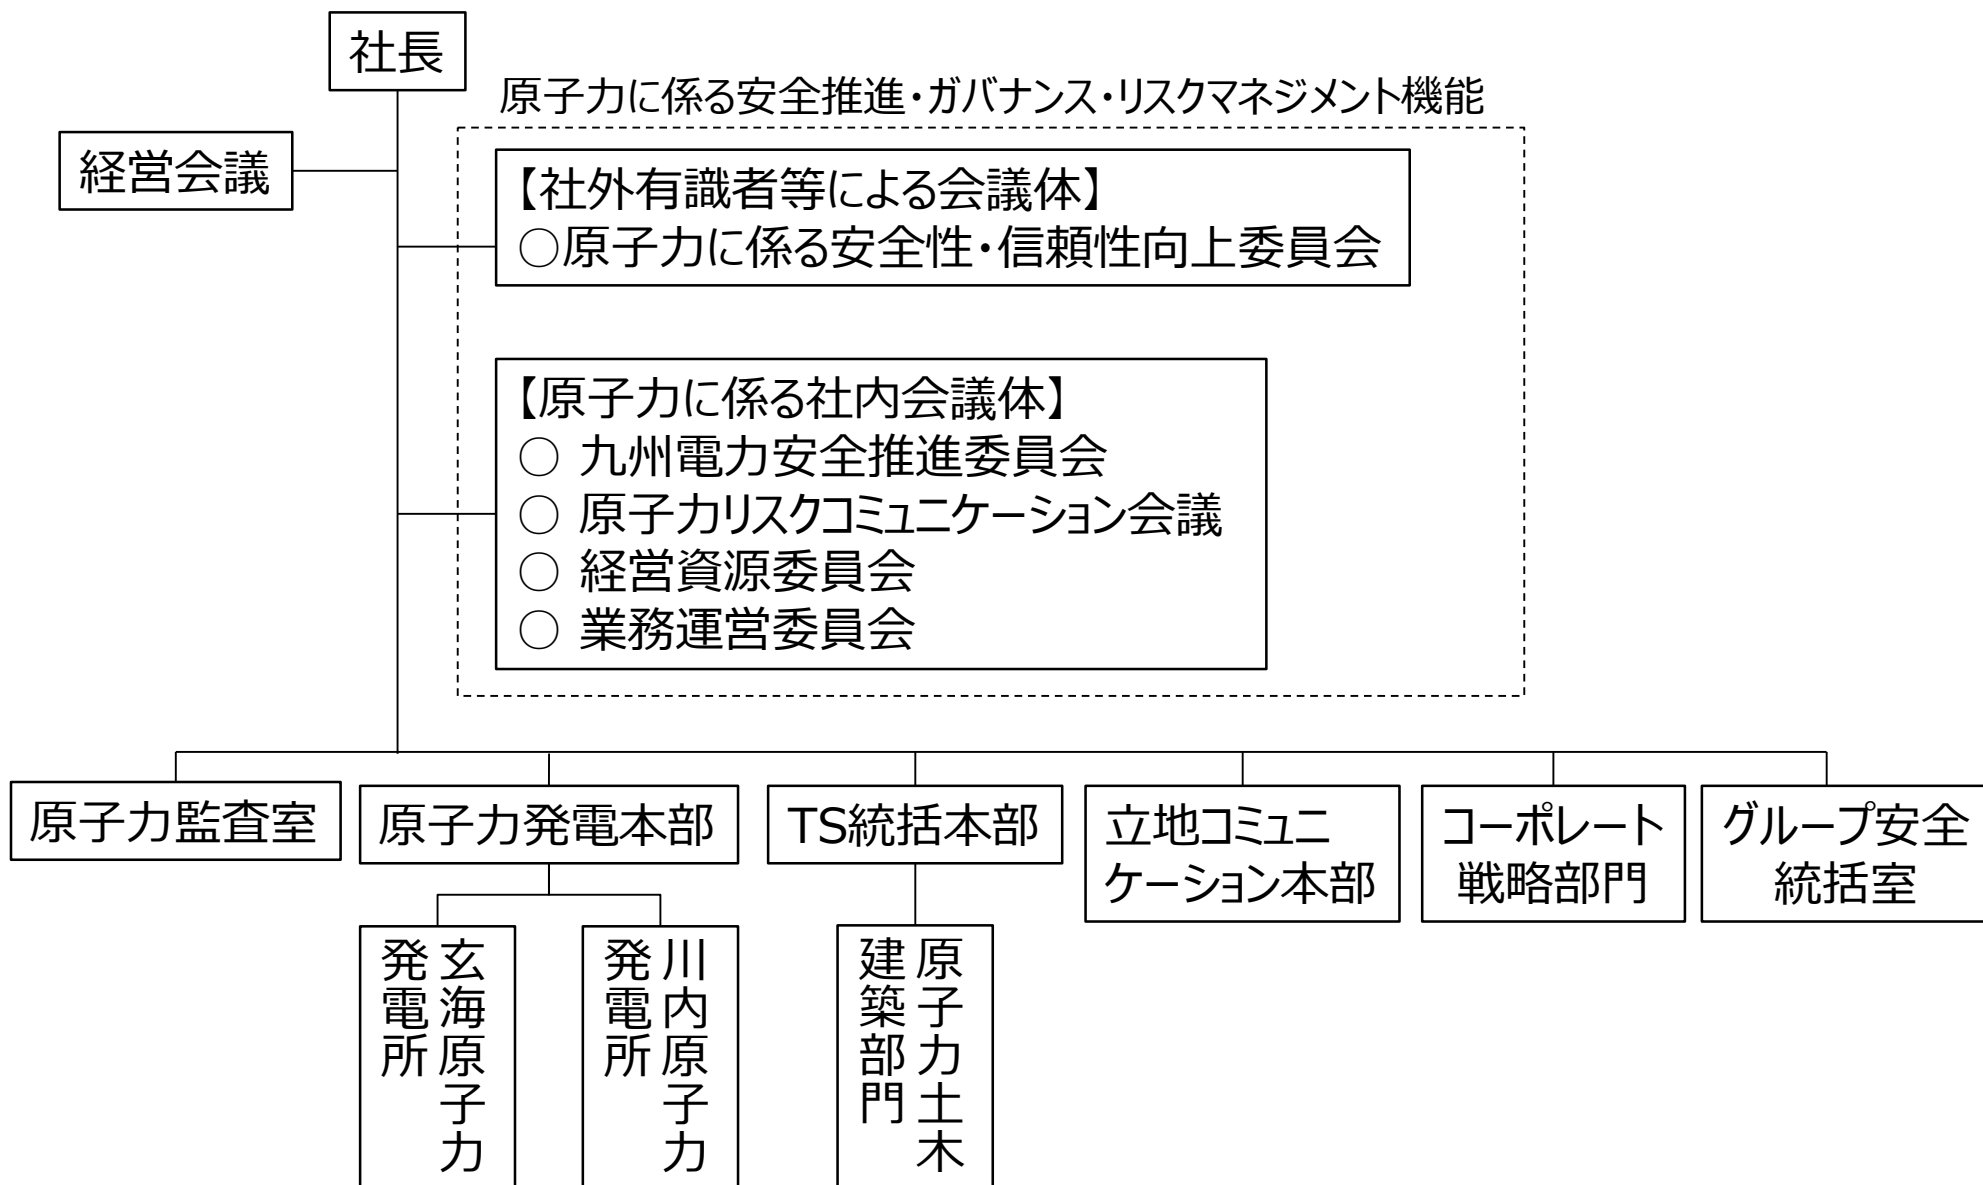 社長
原子力に係る安全推進・ガバナンス・リスクマネジメント機能
経営会議
【社外有識者等による会議体】
○原子力に係る安全性・信頼性向上委員会
【原子力に係る社内会議体】
○ 九州電力安全推進委員会
○ 原子力リスクコミュニケーション会議
○ 経営資源委員会
○ 業務運営委員会
原子力監査室
原子力発電本部
TS統括本部
立地コミュニ
ケーション本部
コーポレート
戦略部門
グループ安全
統括室
玄海原子力
発電所
川内原子力
発電所
原子力土木
建築部門